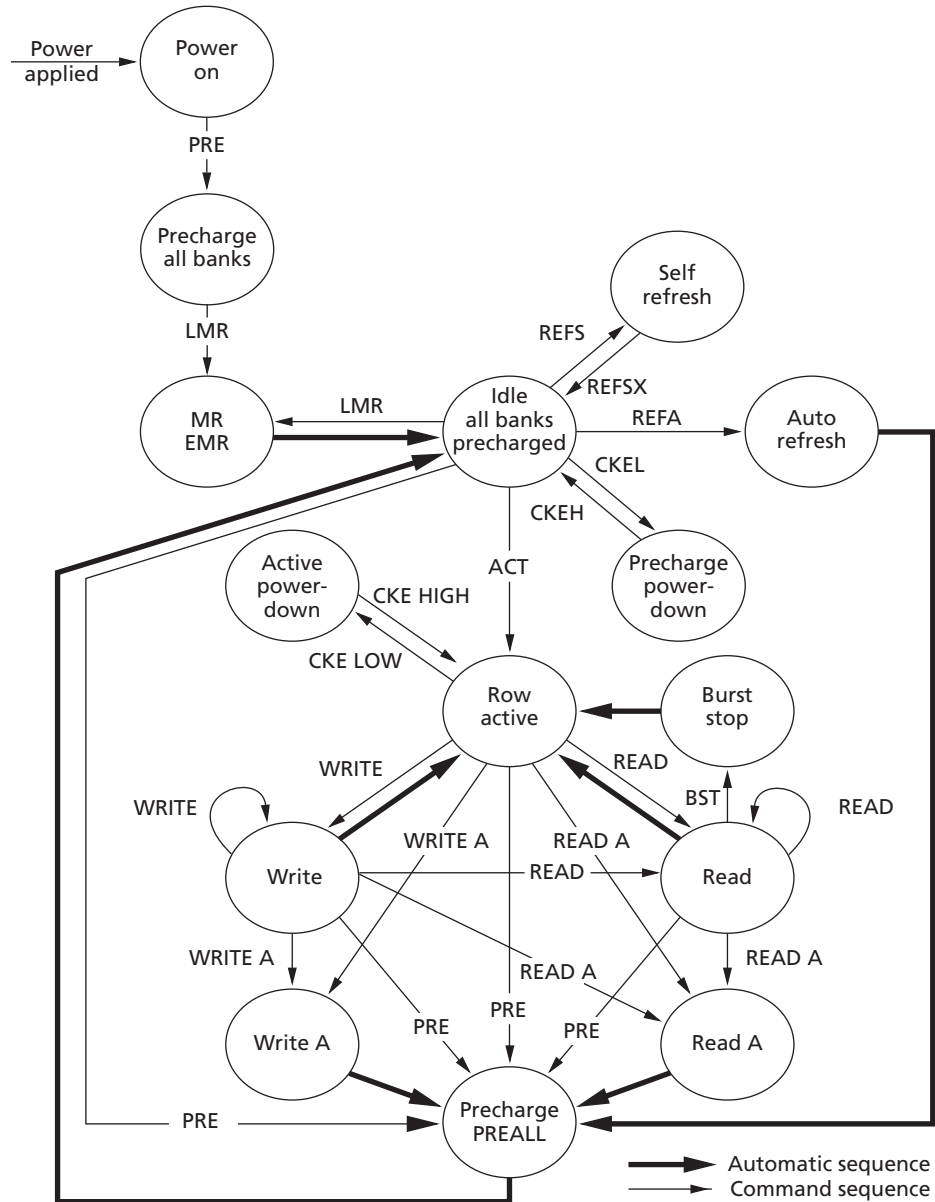 Power
applied
Power
on
PRE
Precharge
all banks
LMR
Self
refresh
REFS
REFSX
MR
EMR
LMR
Idle
all banks
precharged
REFA
Auto
refresh
CKEL
CKEH
Active
power-
down
CKE HIGH
CKE LOW
ACT
Precharge
power-
down
Row
active
Burst
stop
WRITE
READ
BST
WRITE
READ
WRITE A
READ A
Write
READ
Read
WRITE A
READ A
READ A
Write A
PRE
PRE
PRE
Read A
Precharge
PREALL
PRE
Automatic sequence
Command sequence